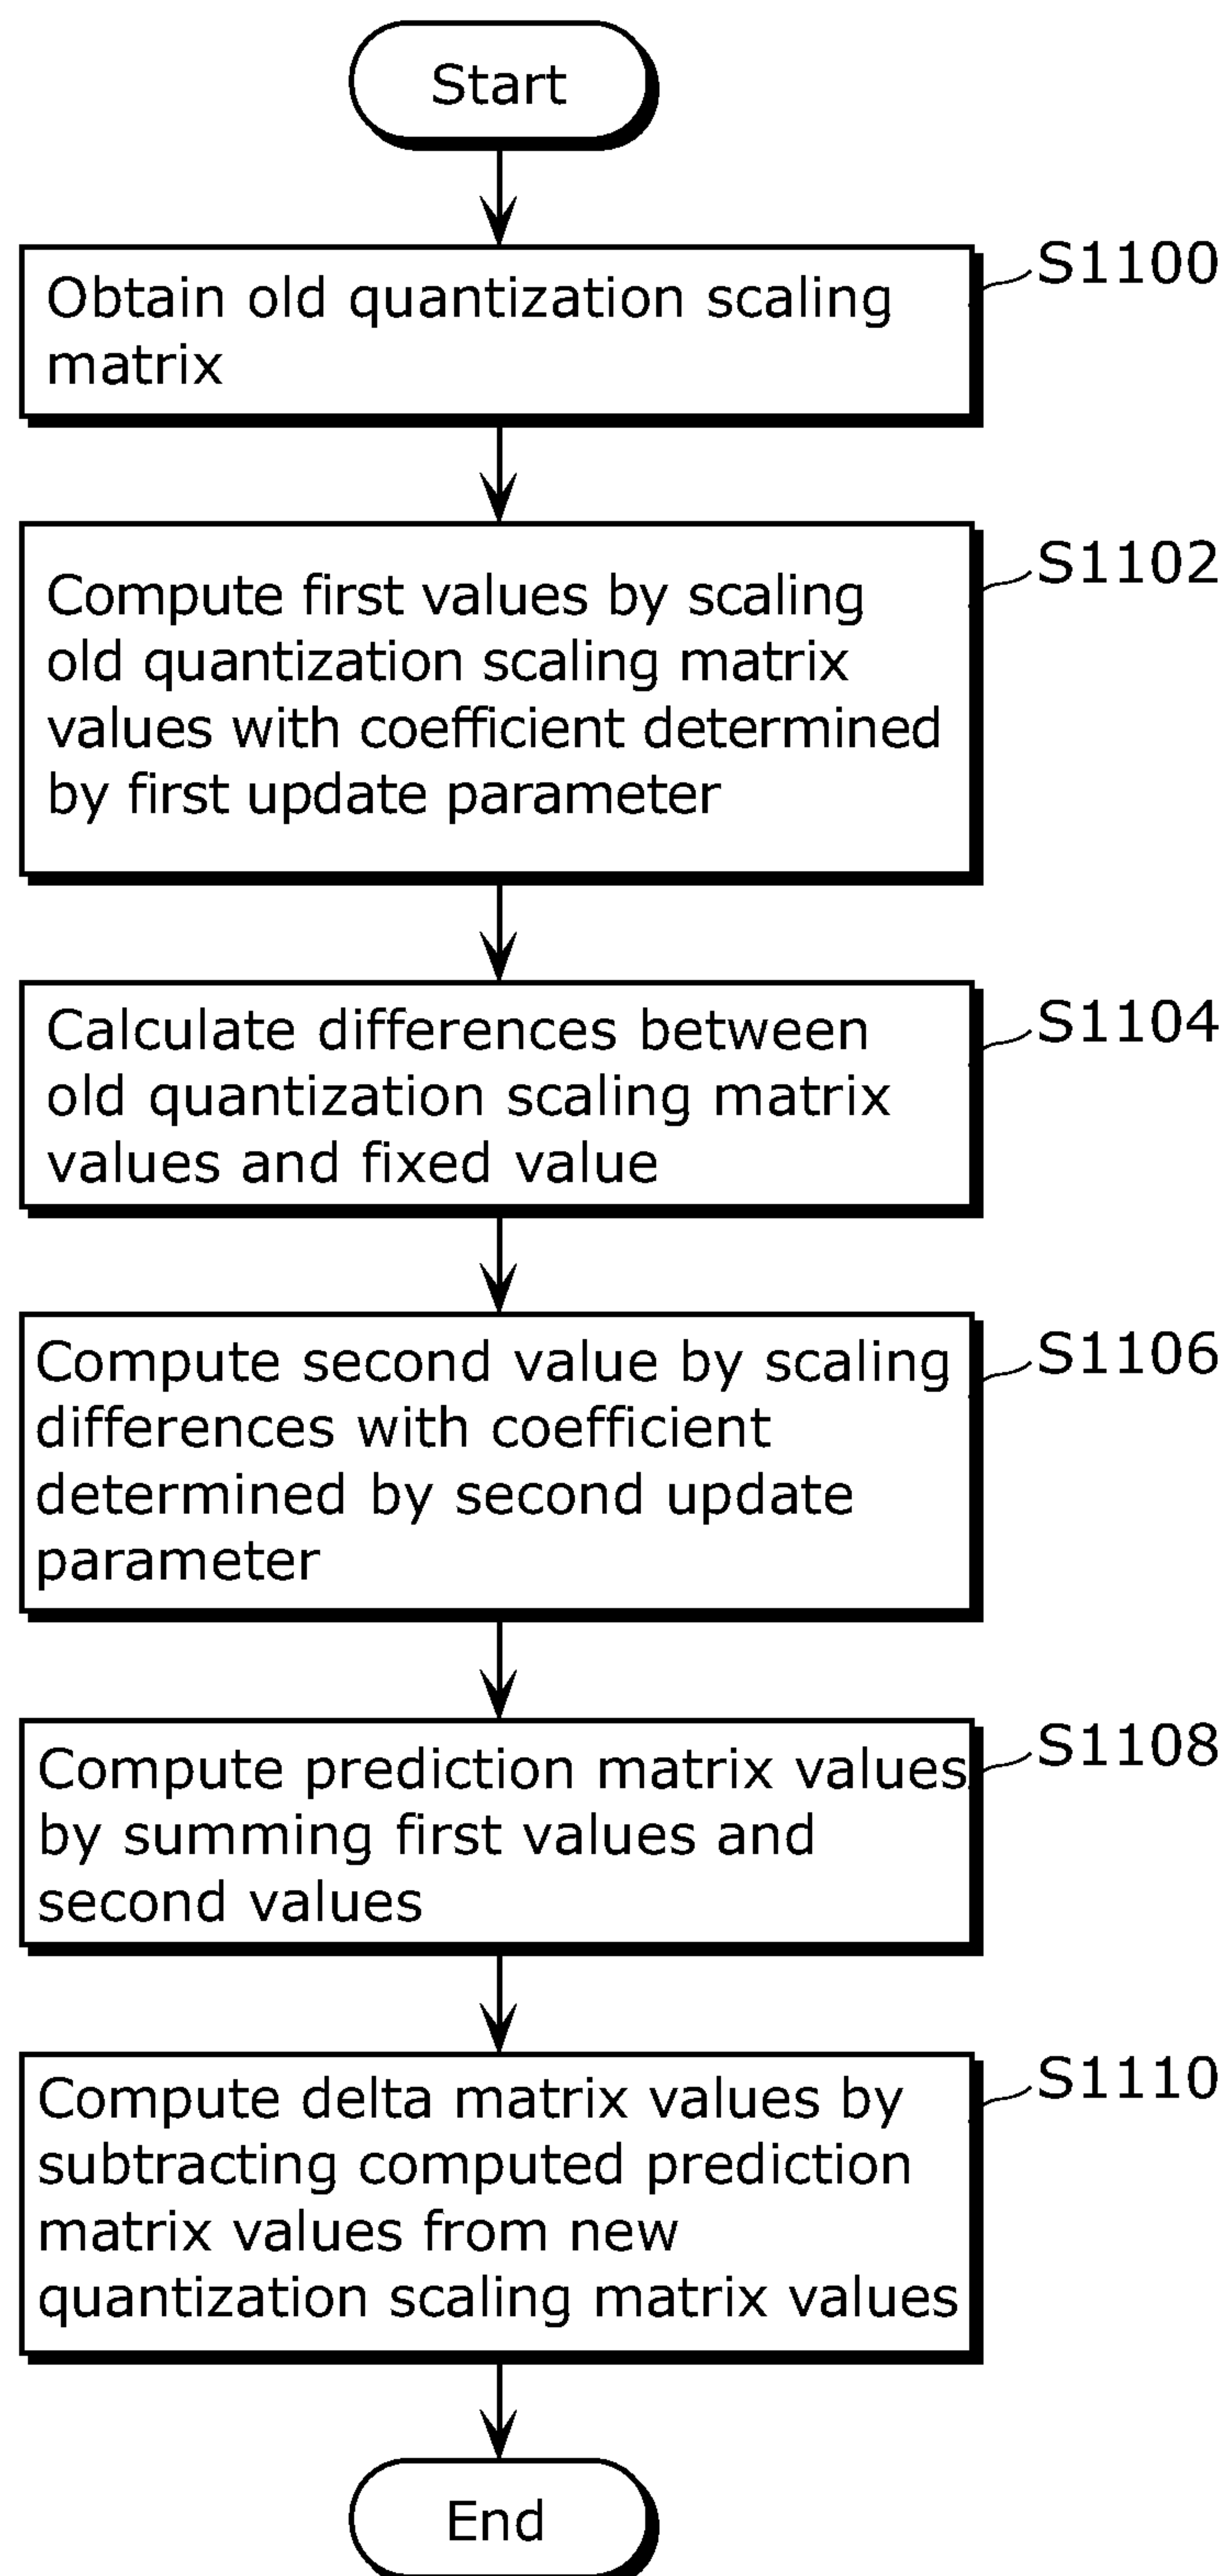 Start
S1100
Obtain old quantization scaling
matrix
S1102
Compute first values by scaling
old quantization scaling matrix
values with coefficient determined
by first update parameter
S1104
Calculate differences between
old quantization scaling matrix
values and fixed value
S1106
Compute second value by scaling
differences with coefficient
determined by second update
parameter
S1108
Compute prediction matrix values
by summing first values and
second values
S1110
Compute delta matrix values by
subtracting computed prediction
matrix values from new
quantization scaling matrix values
End